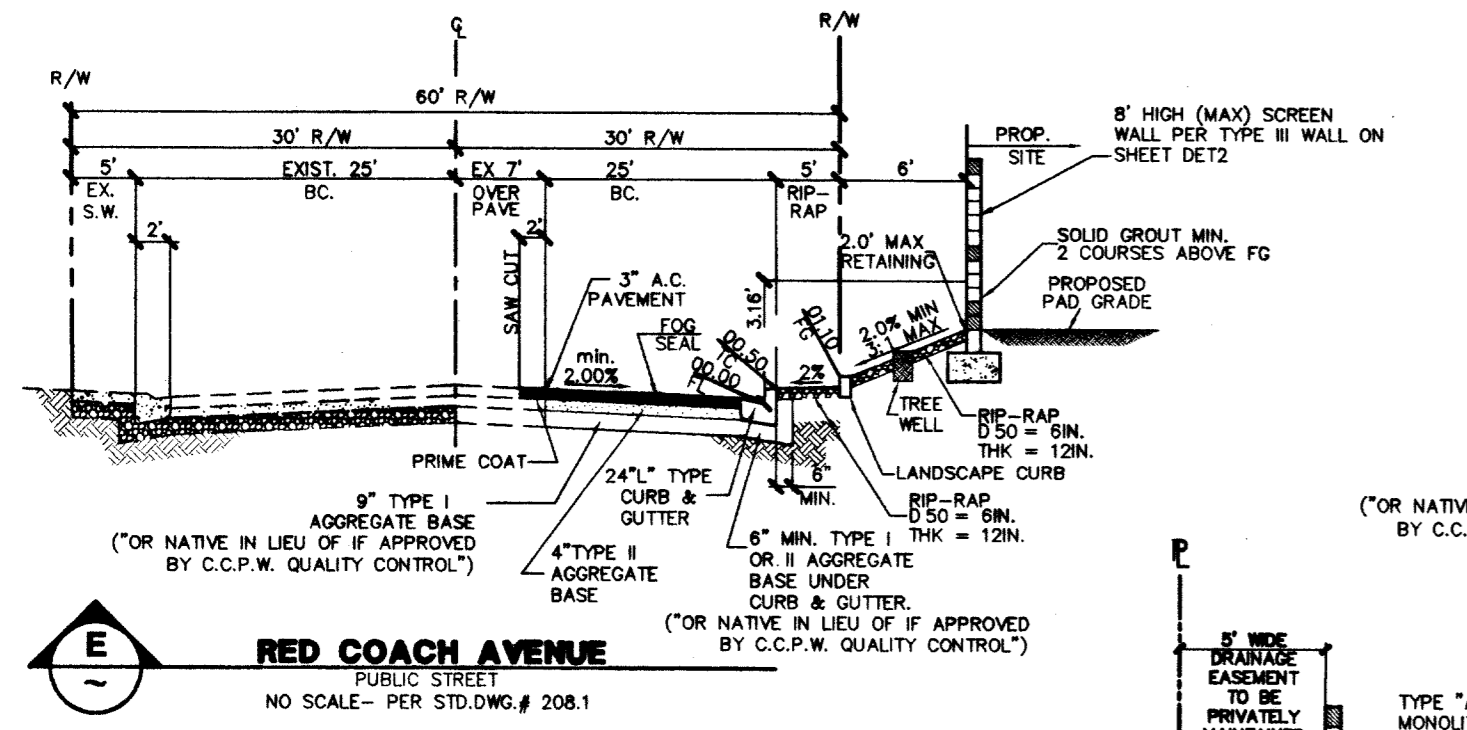 R/W
C L
R/W
60' R/W
30' R/W
30' R/W
5'
EX.
S.W.
EXIST. 25'
BC.
EX 7'
OVER
PAVE
25'
BC.
5'
RIP-
RAP
6'
PROP.
SITE
8' HIGH (MAX) SCREEN
WALL PER TYPE III WALL ON
SHEET DET2
2'
2'
SAW CUT
3" A.C.
PAVEMENT
FOG
SEAL
min.
2.00%
3.16'
00.50
TC
00.00
FL
01.10
FG
2%
2.0' MAX
RETAINING
2.0% MIN
3:1 MAX
SOLID GROUT MIN.
2 COURSES ABOVE FG
PROPOSED
PAD GRADE
TREE
WELL
RIP-RAP
D 50 = 6IN.
THK = 12IN.
LANDSCAPE CURB
PRIME COAT
24"L" TYPE
CURB &
GUTTER
6"
MIN.
RIP-RAP
D 50 = 6IN.
THK = 12IN.
9" TYPE I
AGGREGATE BASE
("OR NATIVE IN LIEU OF IF APPROVED
BY C.C.P.W. QUALITY CONTROL")
4"TYPE II
AGGREGATE
BASE
6" MIN. TYPE I
OR II AGGREGATE
BASE UNDER
CURB & GUTTER.
("OR NATIVE IN LIEU OF IF APPROVED
BY C.C.P.W. QUALITY CONTROL")
E
~
RED COACH AVENUE
PUBLIC STREET
NO SCALE- PER STD.DWG.# 208.1
("OR NATIVE
BY C.C.
P L
5' WIDE
DRAINAGE
EASEMENT
TO BE
PRIVATELY
TYPE "
MONOLI